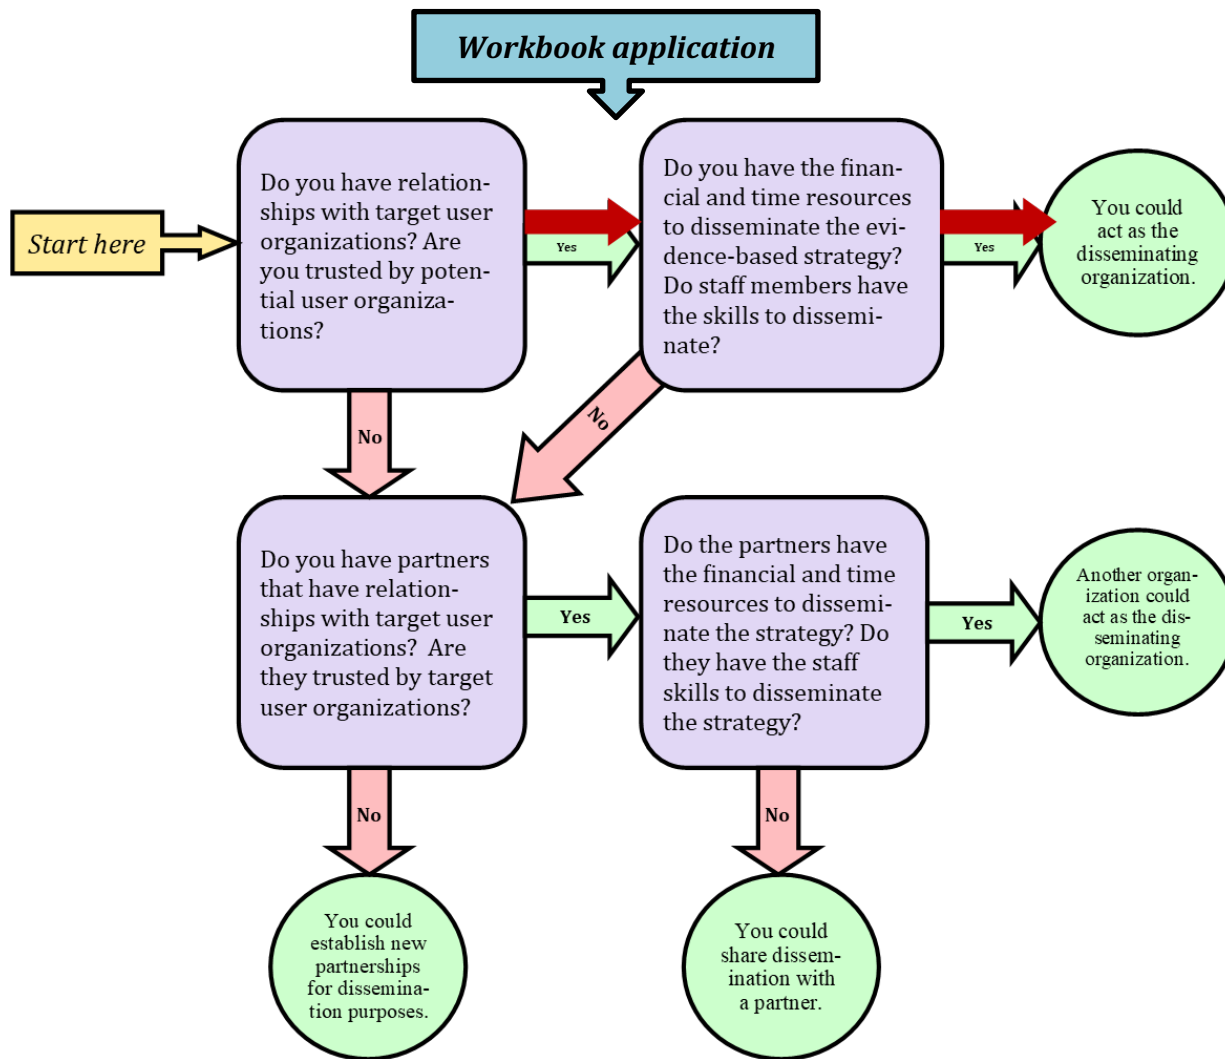 Workbook application
Start here
Do you have relation-
ships with target user
organizations? Are
you trusted by poten-
tial user organiza-
tions?
Yes
Do you have the finan-
cial and time resources
to disseminate the evi-
dence-based strategy?
Do staff members have
the skills to dissemi-
nate?
Yes
You could
act as the
disseminating
organization.
No
No
Do you have partners
that have relation-
ships with target user
organizations?  Are
they trusted by target
user organizations?
Yes
Do the partners have
the financial and time
resources to dissemi-
nate the strategy? Do
they have the staff
skills to disseminate
the strategy?
Yes
Another organ-
ization could
act as the dis-
seminating
organization.
No
No
You could
establish new
partnerships
for dissemina-
tion purposes.
You could
share dissem-
ination with
a partner.